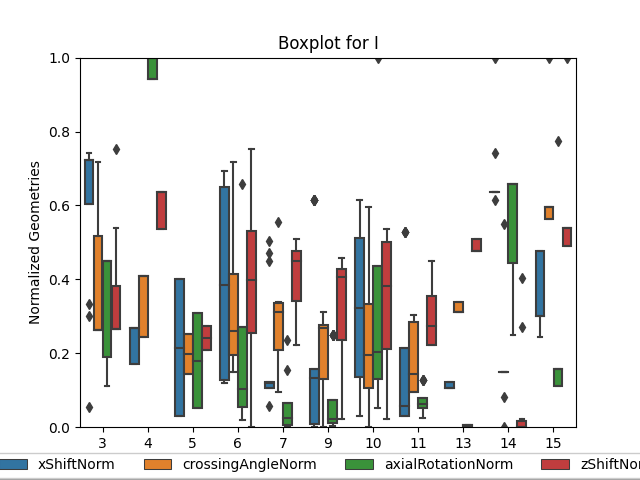 Boxplot for I
Normalized Geometries
1.0
0.8
0.6
0.4
0.2
0.0
3 4 5 6 7 9 10 11 13 14 15
xShiftNorm crossingAngleNorm axialRotationNorm zShiftNor